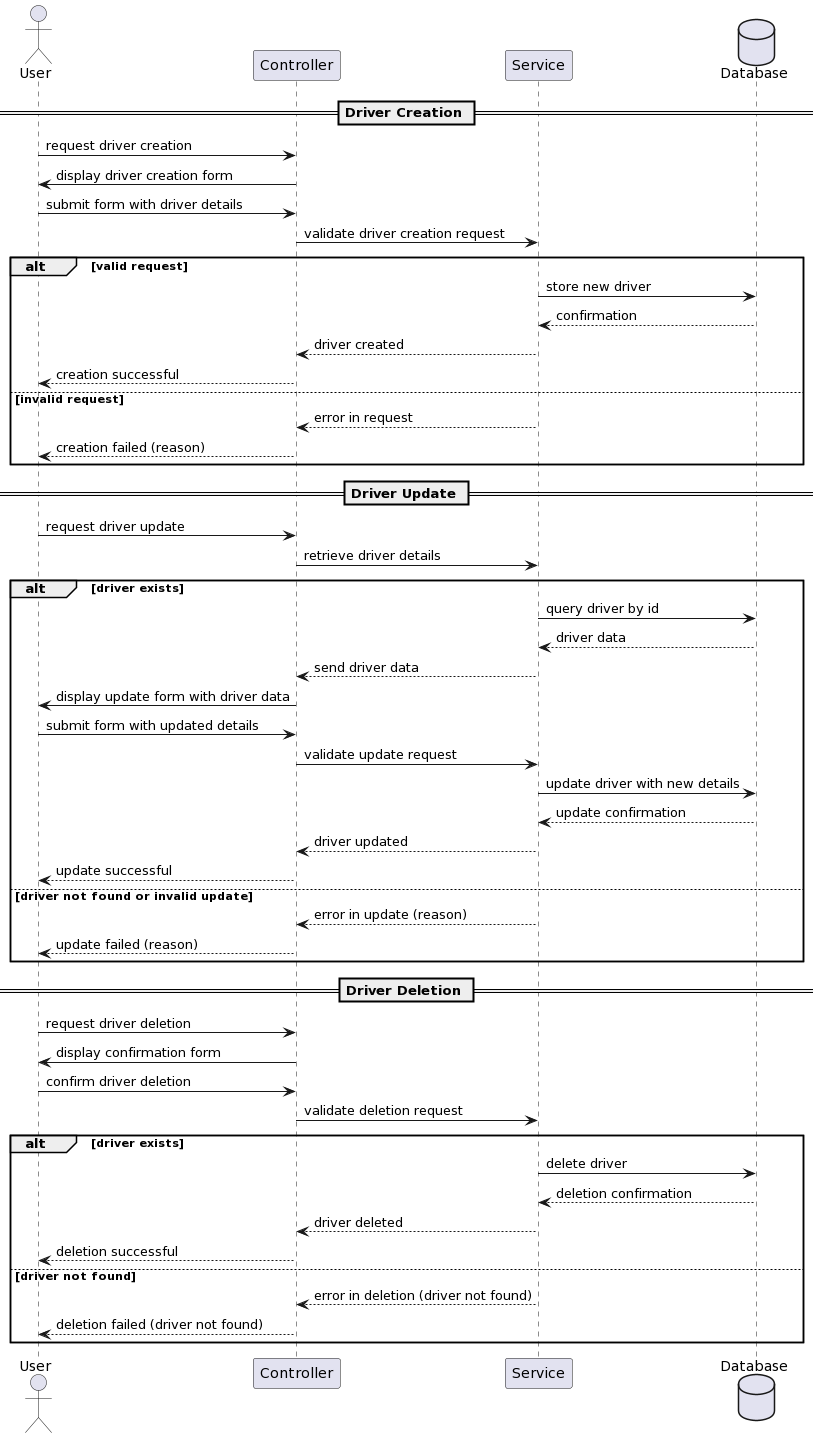 User
Controller
Service
Database
Driver Creation
request driver creation
display driver creation form
submit form with driver details
validate driver creation request
alt [valid request]
store new driver
confirmation
driver created
creation successful
[invalid request]
error in request
creation failed (reason)
Driver Update
request driver update
retrieve driver details
alt [driver exists]
query driver by id
driver data
send driver data
display update form with driver data
submit form with updated details
validate update request
update driver with new details
update confirmation
driver updated
update successful
[driver not found or invalid update]
error in update (reason)
update failed (reason)
Driver Deletion
request driver deletion
display confirmation form
confirm driver deletion
validate deletion request
alt [driver exists]
delete driver
deletion confirmation
driver deleted
deletion successful
[driver not found]
error in deletion (driver not found)
deletion failed (driver not found)
User
Controller
Service
Database